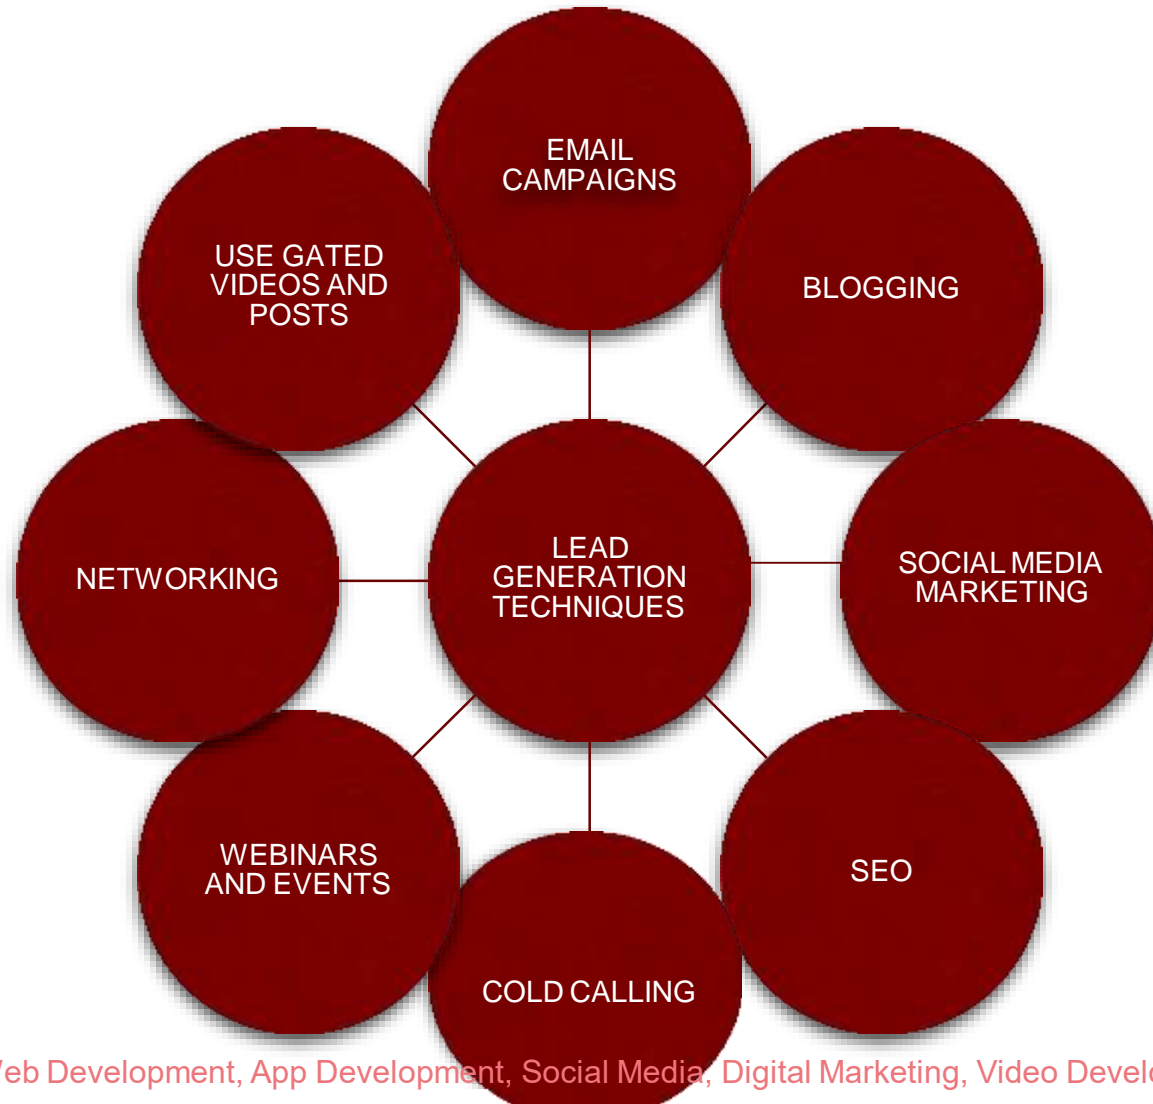 EMAIL
CAMPAIGNS
USE GATED
VIDEOS AND
POSTS
BLOGGING
LEAD
GENERATION
TECHNIQUES
NETWORKING
SOCIAL MEDIA
MARKETING
WEBINARS
AND EVENTS
SEO
COLD CALLING
Development, App Development, Social Media, Digital Marketing, Video